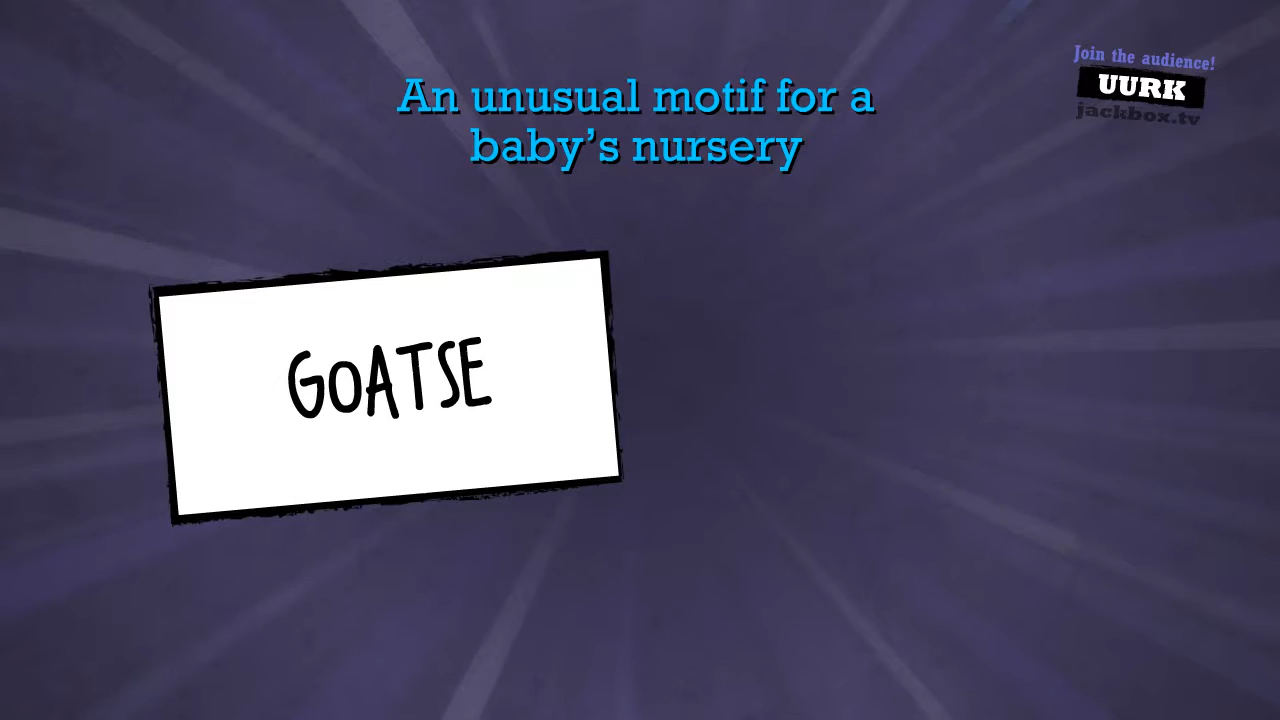 An unusual motif for a
baby's nursery
Join the audience!
UURK
jackbox.tv
GOATSE